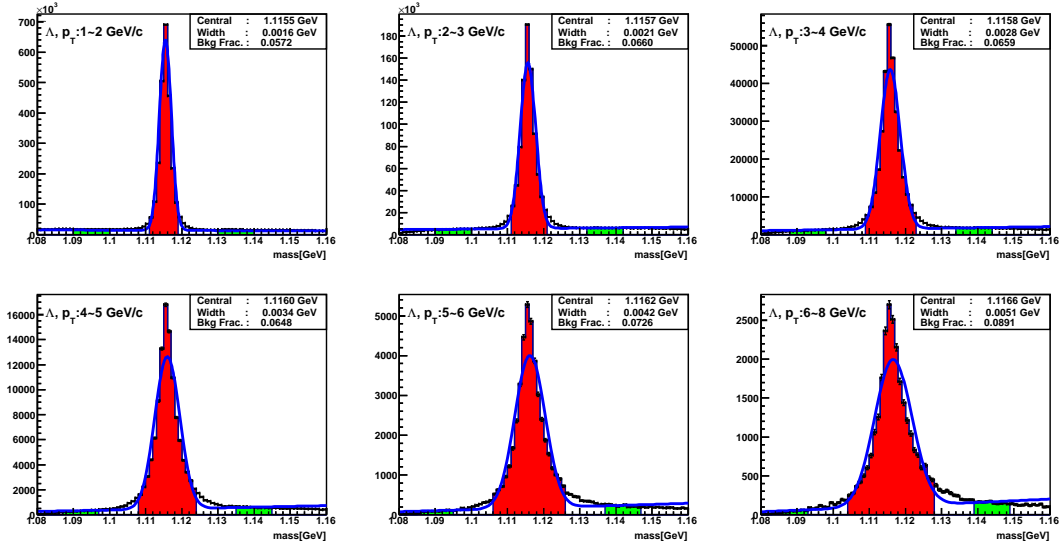 ×10³
Λ, p_T:1~2 GeV/c
Central : 1.1155 GeV
Width : 0.0016 GeV
Bkg Frac. : 0.0572
700
600
500
400
300
200
100
0
1.08 1.09 1.1 1.11 1.12 1.13 1.14 1.15 1.16
mass[GeV]
×10³
Λ, p_T:2~3 GeV/c
Central : 1.1157 GeV
Width : 0.0021 GeV
Bkg Frac. : 0.0660
200
180
160
140
120
100
80
60
40
20
0
1.08 1.09 1.1 1.11 1.12 1.13 1.14 1.15 1.16
mass[GeV]
Λ, p_T:3~4 GeV/c
Central : 1.1158 GeV
Width : 0.0028 GeV
Bkg Frac. : 0.0659
50000
40000
30000
20000
10000
0
1.08 1.09 1.1 1.11 1.12 1.13 1.14 1.15 1.16
mass[GeV]
Λ, p_T:4~5 GeV/c
Central : 1.1160 GeV
Width : 0.0034 GeV
Bkg Frac. : 0.0648
16000
14000
12000
10000
8000
6000
4000
2000
0
1.08 1.09 1.1 1.11 1.12 1.13 1.14 1.15 1.16
mass[GeV]
Λ, p_T:5~6 GeV/c
Central : 1.1162 GeV
Width : 0.0042 GeV
Bkg Frac. : 0.0726
5000
4000
3000
2000
1000
0
1.08 1.09 1.1 1.11 1.12 1.13 1.14 1.15 1.16
mass[GeV]
Λ, p_T:6~8 GeV/c
Central : 1.1166 GeV
Width : 0.0051 GeV
Bkg Frac. : 0.0891
2500
2000
1500
1000
500
0
1.08 1.09 1.1 1.11 1.12 1.13 1.14 1.15 1.16
mass[GeV]